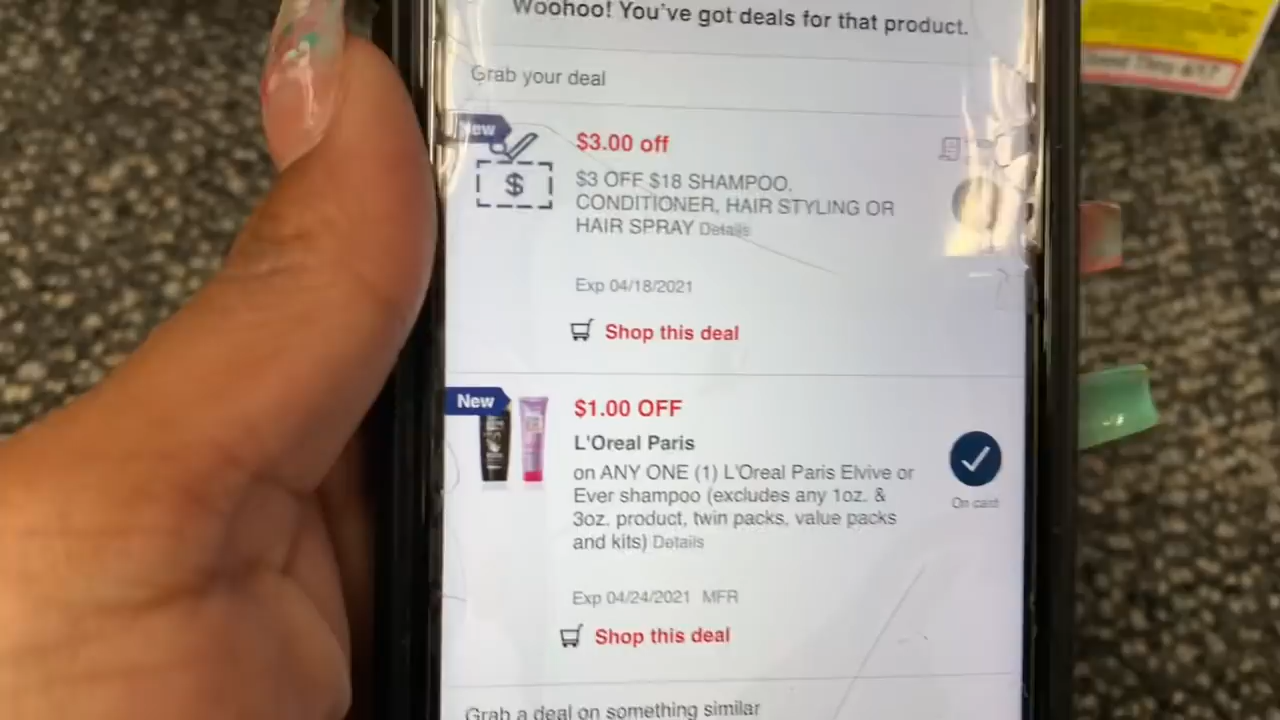 Woohoo! You've got deals for that product.
Grab your deal
New
$3.00 off
$
$3 OFF $18 SHAMPOO,
CONDITIONER, HAIR STYLING OR
HAIR SPRAY Details
Exp 04/18/2021
Shop this deal
New
$1.00 OFF
L'Oreal Paris
on ANY ONE (1) L'Oreal Paris Elvive or
Ever shampoo (excludes any 1oz. &
3oz. product, twin packs, value packs
and kits) Details
On card
Exp 04/24/2021 MFR
Shop this deal
Grab a deal on something similar